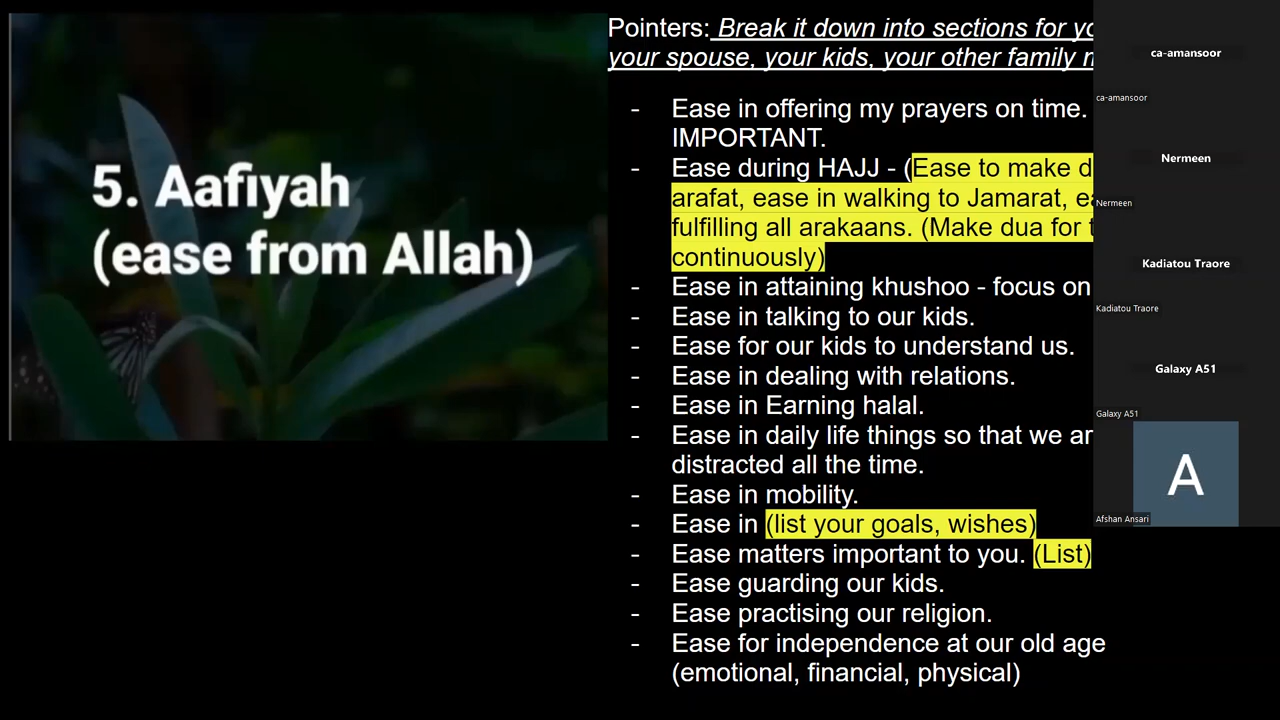 5. Aafiyah
(ease from Allah)
Pointers: Break it down into sections for
your spouse, your kids, your other family
- Ease in offering my prayers on time.
IMPORTANT.
- Ease during HAJJ - (Ease to make
arafat, ease in walking to Jamarat,
fulfilling all arakaans. (Make dua for
continuously)
- Ease in attaining khushoo - focus on
- Ease in talking to our kids.
- Ease for our kids to understand us.
- Ease in dealing with relations.
- Ease in Earning halal.
- Ease in daily life things so that we
distracted all the time.
- Ease in mobility.
- Ease in (list your goals, wishes)
- Ease matters important to you. (List)
- Ease guarding our kids.
- Ease practising our religion.
- Ease for independence at our old age
(emotional, financial, physical)
ca-amansoor
ca-amansoor
Nermeen
Nermeen
Kadiatou Traore
Kadiatou Traore
Galaxy A51
Galaxy A51
A
Afshan Ansari